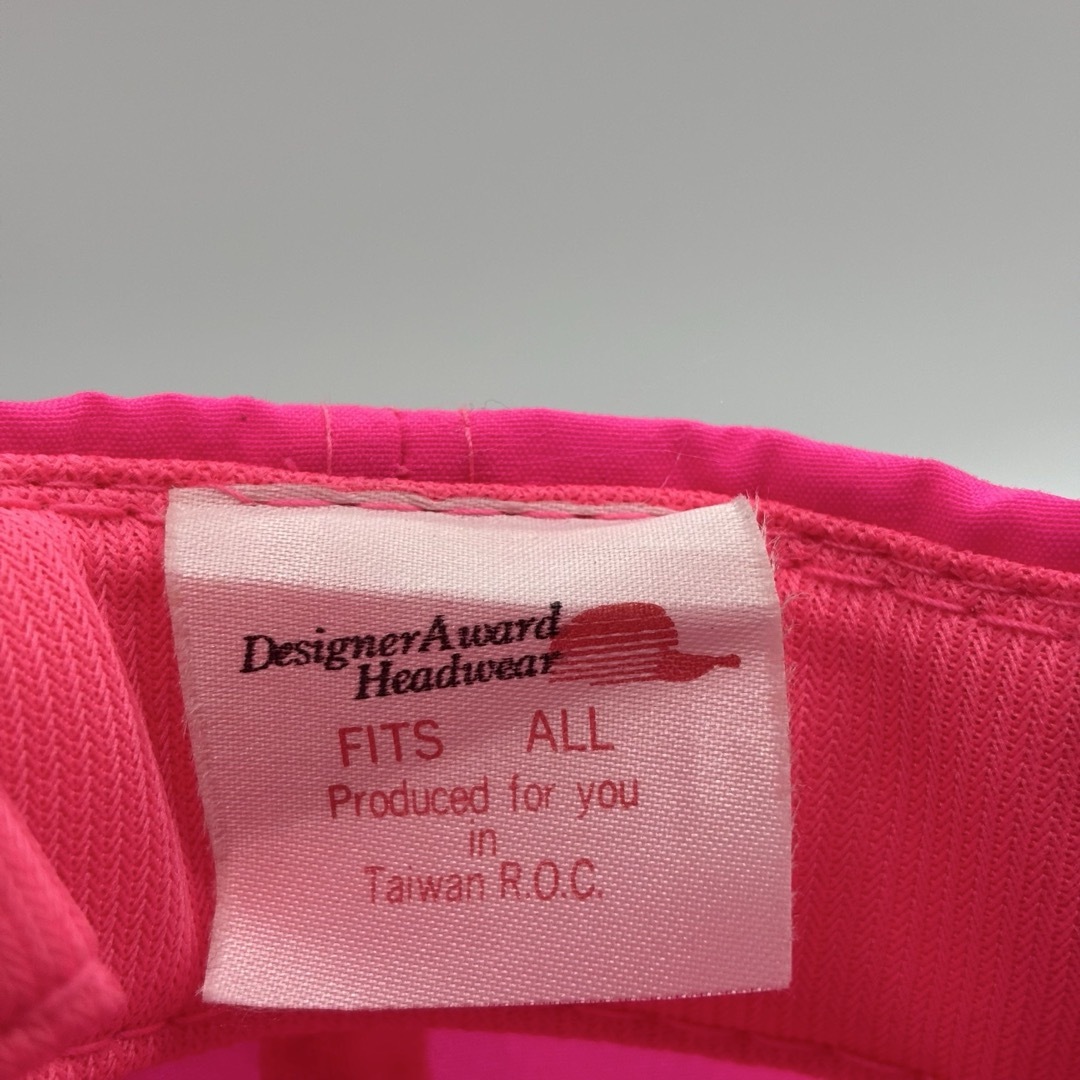 DesignerAward
Headwear
FITS ALL
Produced for you
in
Taiwan R.O.C.